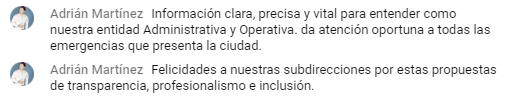 Adrián Martínez Información clara, precisa y vital para entender como
nuestra entidad Administrativa y Operativa. da atención oportuna a todas las
emergencias que presenta la ciudad.
Adrián Martínez Felicidades a nuestras subdirecciones por estas propuestas
de transparencia, profesionalismo e inclusión.